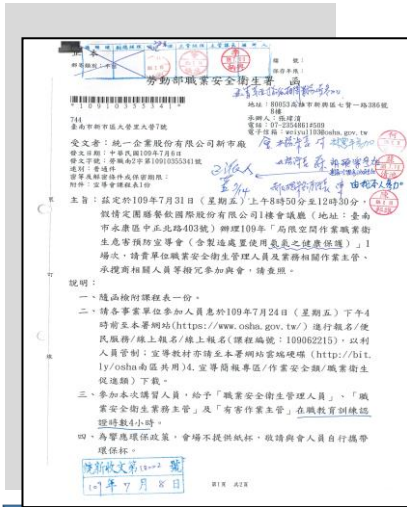 正本
檔　號：
保存年限：
勞動部職業安全衛生署　函
*109103553​41*
地址：80053高雄市新興區七賢一路386號
8樓
承辦人：張瑋滇
電話：07-2354861#509
744
臺南市新市區大營里大營7號
受文者：統一企業股份有限公司新市廠
發文日期：中華民國109年7月8日
發文字號：勞職南2字第10910355341號
速別：普通件
密等及解密條件或保密期限：
附件：宣導會課程表1份
主旨：茲定於109年7月31日（星期五）上午8時50分至12時30分，
假情定團膳餐飲國際股份有限公司1樓會議廳（地址：臺南
市永康區中正北路403號）辦理109年「局限空間作業職業衛
生危害預防宣導會（含製造處置使用氨氣之健康保護）」1
場次，請貴單位職業安全衛生管理人員及業務相關作業主管、
承攬商相關人員等撥冗參加與會，請查照。
說明：
一、隨函檢附課程表一份。
二、請各事業單位參加人員惠於109年7月24日（星期五）下午4
時前至本署網站(https://www.osha.gov.tw/)進行報名/便
民服務/線上報名/線上報名(課程編號：109062215)，以利
人員管制；宣導教材亦請至本署網站雲端硬碟(http://bit.
ly/osha南區共用)4.宣導簡報專區/作業安全類/職業衛生
促進類）下載。
三、參加本次講習人員，給予「職業安全衛生管理人員」、「職
業安全衛生業務主管」及「有害作業主管」在職教育訓練認
證時數4小時。
四、為響應環保政策，會場不提供紙杯，敬請與會人員自行攜帶
環保杯。
109年7月8日
第1頁　共2頁